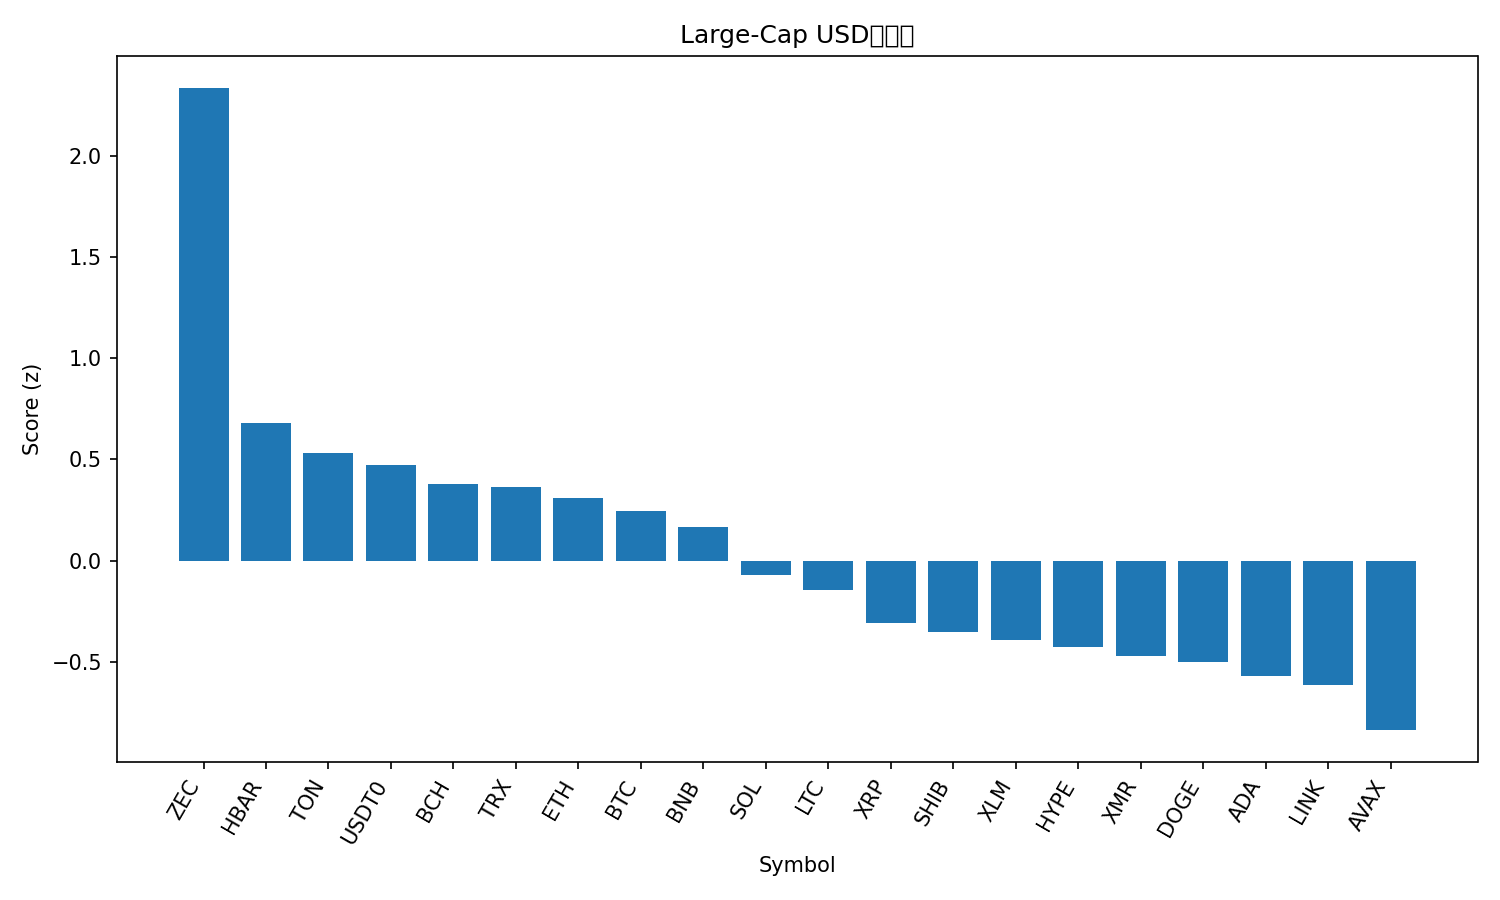 Large-Cap USD
Score (z)
2.0
1.5
1.0
0.5
0.0
−0.5
ZEC
HBAR
TON
USDT0
BCH
TRX
ETH
BTC
BNB
SOL
LTC
XRP
SHIB
XLM
HYPE
XMR
DOGE
ADA
LINK
AVAX
Symbol